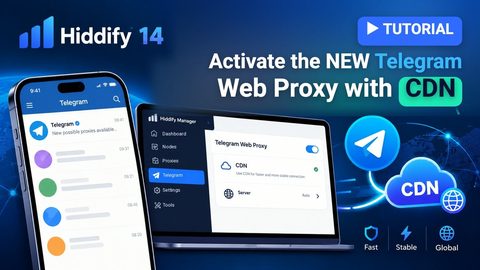 Hiddify 14
TUTORIAL
Activate the NEW Telegram
Web Proxy with CDN
9:41
Telegram
Telegram
New possible proxies available...
Hiddify Manager
Dashboard
Nodes
Proxies
Telegram
Settings
Tools
Telegram Web Proxy
CDN
Use CDN for faster and more stable connection
Server
Auto
CDN
Fast
Stable
Global